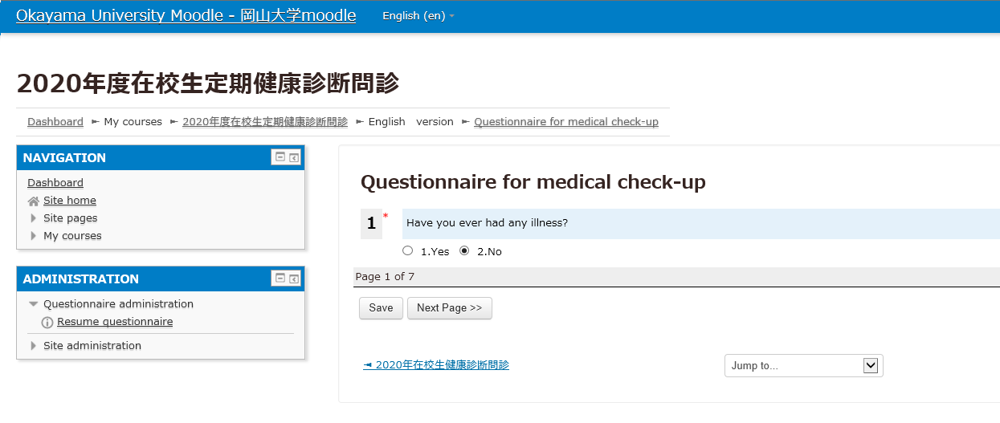 Okayama University Moodle - 岡山大学moodle English (en)
2020年度在校生定期健康診断問診
Dashboard ► My courses ► 2020年度在校生定期健康診断問診 ► English version ► Questionnaire for medical check-up
NAVIGATION
Dashboard
Site home
Site pages
My courses
ADMINISTRATION
Questionnaire administration
Resume questionnaire
Site administration
Questionnaire for medical check-up
1 * Have you ever had any illness?
1.Yes 2.No
Page 1 of 7
Save Next Page >>
◄ 2020年在校生健康診断問診 Jump to...